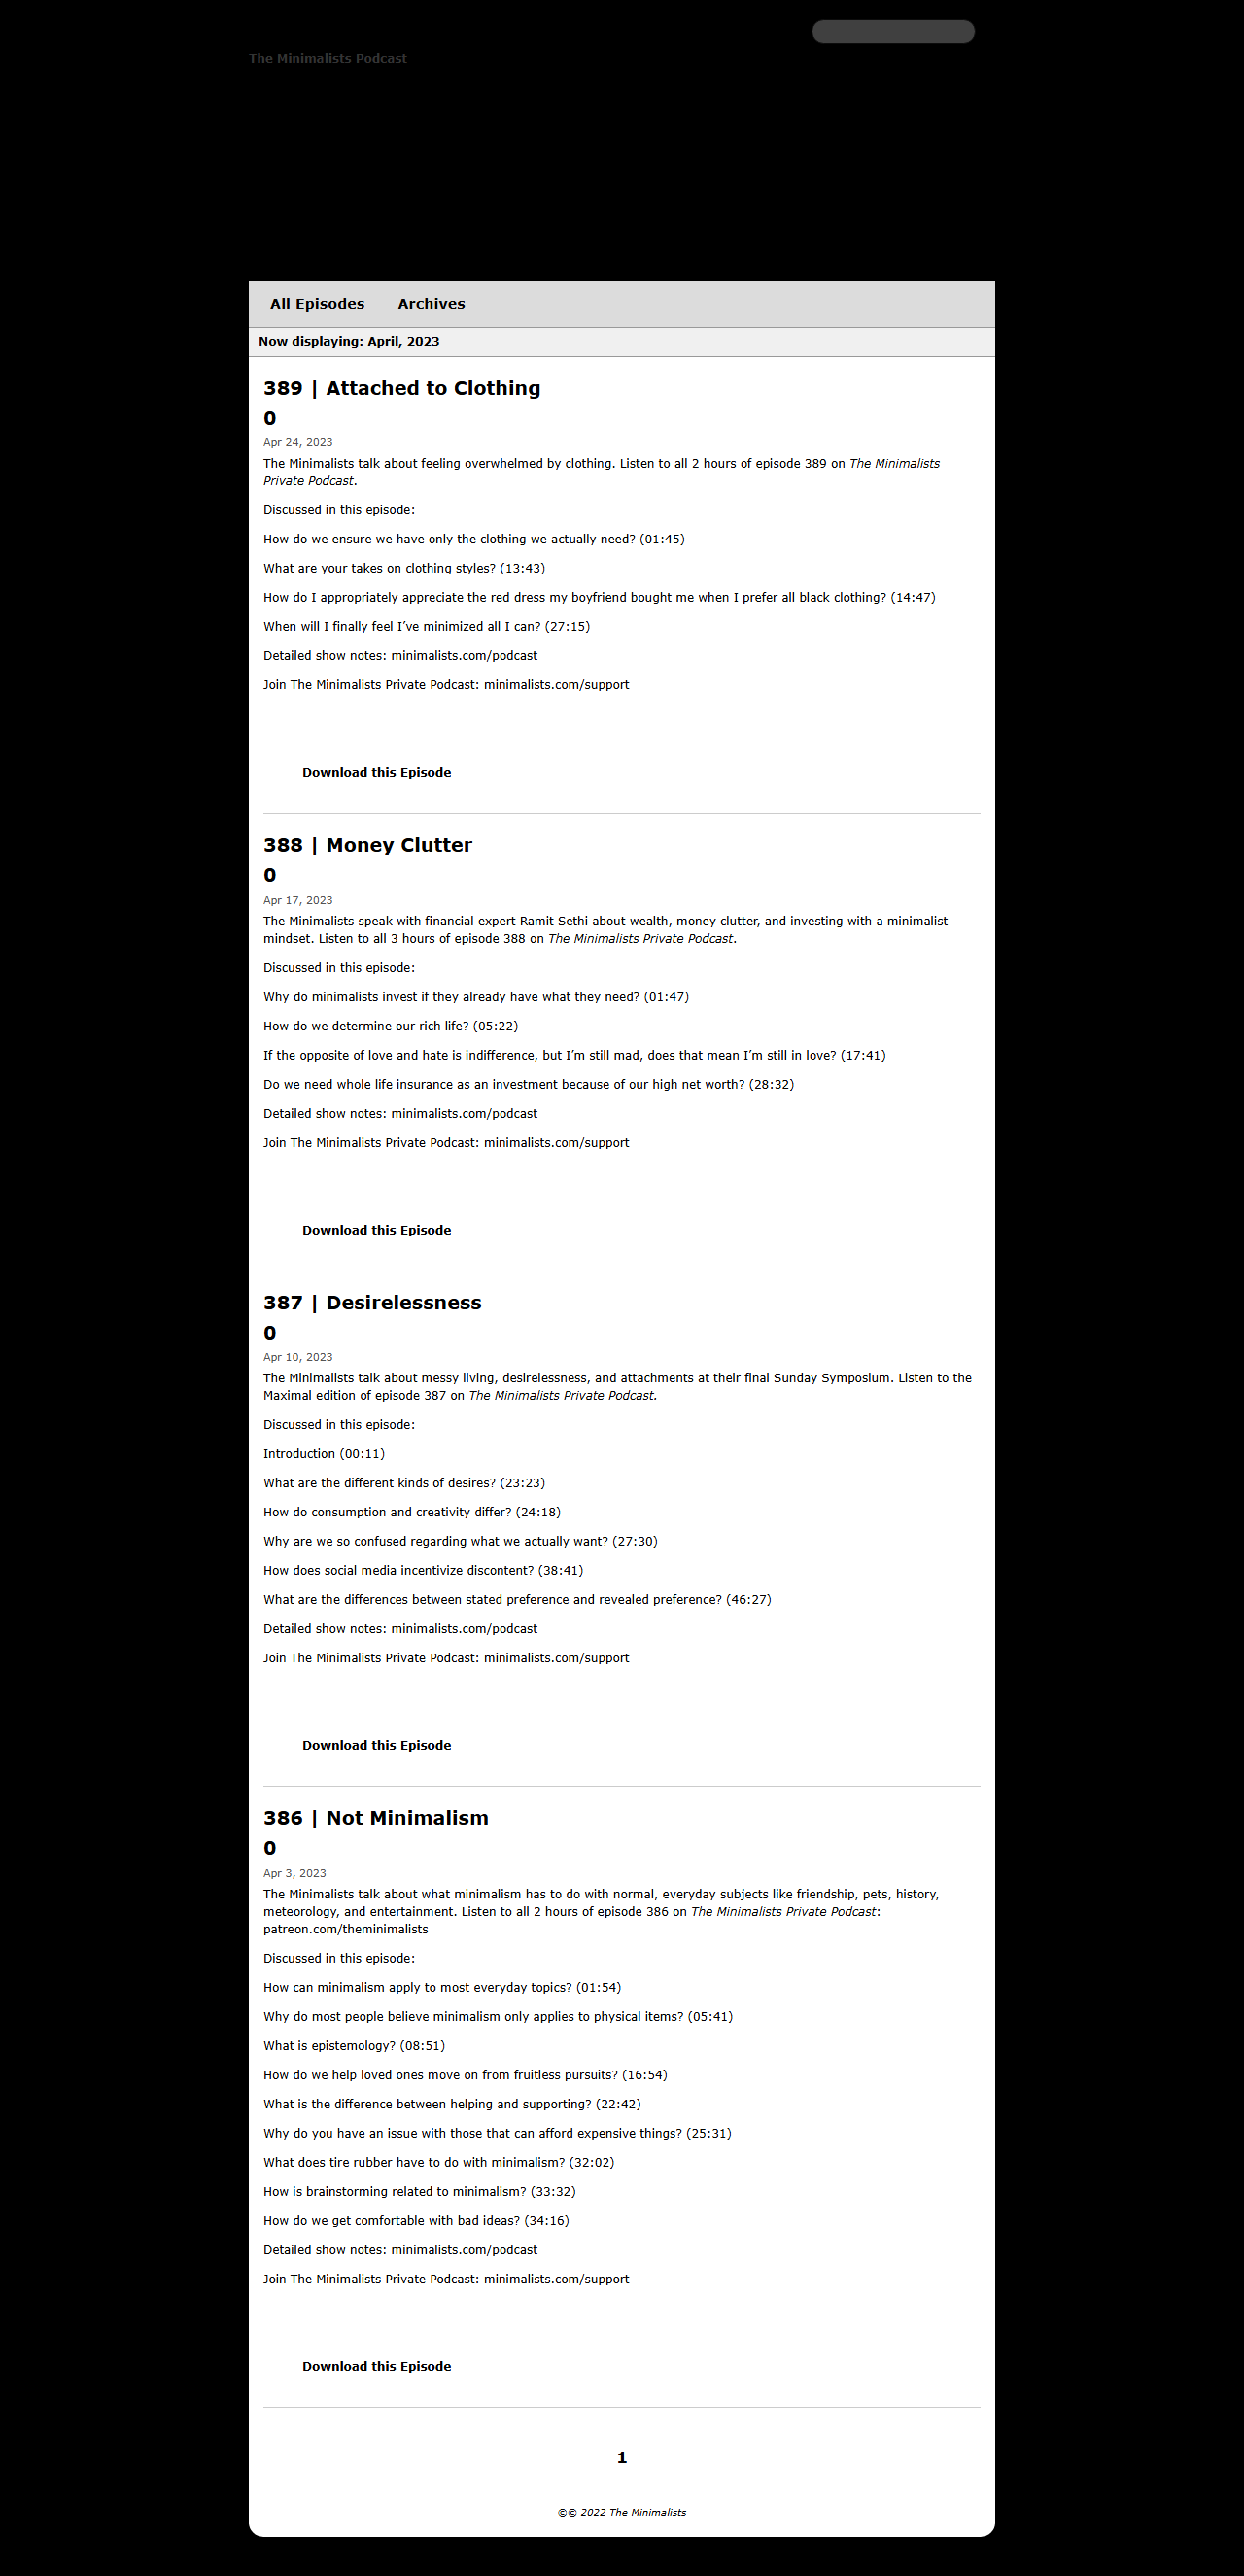 The Minimalists Podcast
All Episodes Archives
Now displaying: April, 2023
389 | Attached to Clothing
0
Apr 24, 2023
The Minimalists talk about feeling overwhelmed by clothing. Listen to all 2 hours of episode 389 on The Minimalists
Private Podcast.
Discussed in this episode:
How do we ensure we have only the clothing we actually need? (01:45)
What are your takes on clothing styles? (13:43)
How do I appropriately appreciate the red dress my boyfriend bought me when I prefer all black clothing? (14:47)
When will I finally feel I’ve minimized all I can? (27:15)
Detailed show notes: minimalists.com/podcast
Join The Minimalists Private Podcast: minimalists.com/support
Download this Episode
388 | Money Clutter
0
Apr 17, 2023
The Minimalists speak with financial expert Ramit Sethi about wealth, money clutter, and investing with a minimalist
mindset. Listen to all 3 hours of episode 388 on The Minimalists Private Podcast.
Discussed in this episode:
Why do minimalists invest if they already have what they need? (01:47)
How do we determine our rich life? (05:22)
If the opposite of love and hate is indifference, but I’m still mad, does that mean I’m still in love? (17:41)
Do we need whole life insurance as an investment because of our high net worth? (28:32)
Detailed show notes: minimalists.com/podcast
Join The Minimalists Private Podcast: minimalists.com/support
Download this Episode
387 | Desirelessness
0
Apr 10, 2023
The Minimalists talk about messy living, desirelessness, and attachments at their final Sunday Symposium. Listen to the
Maximal edition of episode 387 on The Minimalists Private Podcast.
Discussed in this episode:
Introduction (00:11)
What are the different kinds of desires? (23:23)
How do consumption and creativity differ? (24:18)
Why are we so confused regarding what we actually want? (27:30)
How does social media incentivize discontent? (38:41)
What are the differences between stated preference and revealed preference? (46:27)
Detailed show notes: minimalists.com/podcast
Join The Minimalists Private Podcast: minimalists.com/support
Download this Episode
386 | Not Minimalism
0
Apr 3, 2023
The Minimalists talk about what minimalism has to do with normal, everyday subjects like friendship, pets, history,
meteorology, and entertainment. Listen to all 2 hours of episode 386 on The Minimalists Private Podcast:
patreon.com/theminimalists
Discussed in this episode:
How can minimalism apply to most everyday topics? (01:54)
Why do most people believe minimalism only applies to physical items? (05:41)
What is epistemology? (08:51)
How do we help loved ones move on from fruitless pursuits? (16:54)
What is the difference between helping and supporting? (22:42)
Why do you have an issue with those that can afford expensive things? (25:31)
What does tire rubber have to do with minimalism? (32:02)
How is brainstorming related to minimalism? (33:32)
How do we get comfortable with bad ideas? (34:16)
Detailed show notes: minimalists.com/podcast
Join The Minimalists Private Podcast: minimalists.com/support
Download this Episode
1
©© 2022 The Minimalists